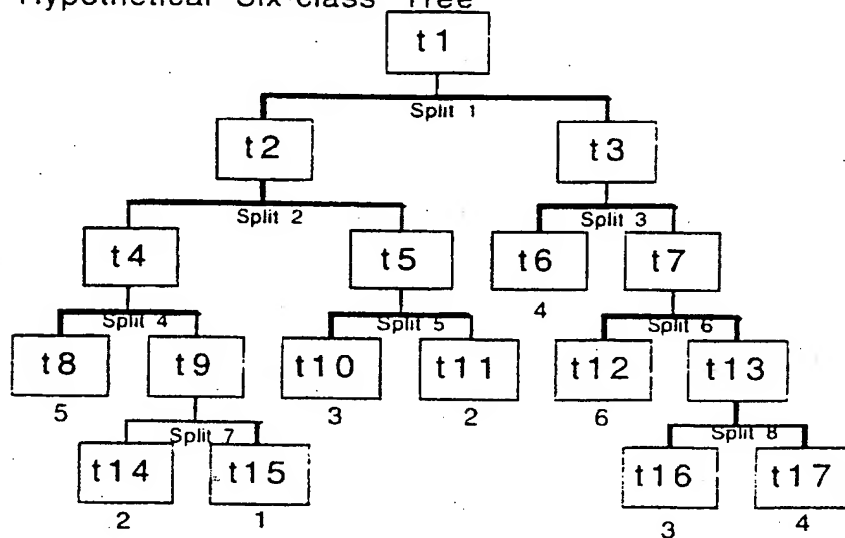 Hypothetical Six-class Tree
t1
Split 1
t2 t3
Split 2 Split 3
t4 t5 t6 t7
4
Split 4 Split 5 Split 6
t8 t9 t10 t11 t12 t13
5 3 2 6
Split 7 Split 8
t14 t15 t16 t17
2 1 3 4